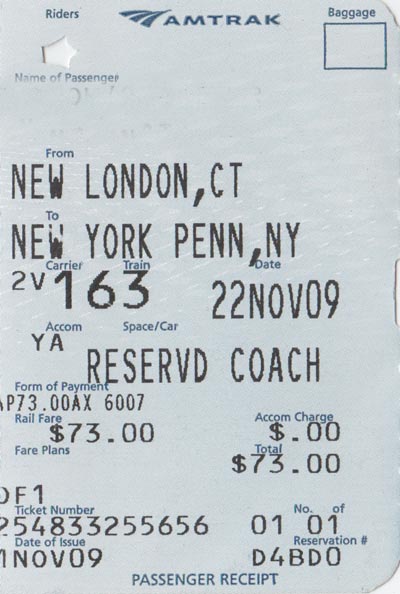 Riders AMTRAK Baggage
Name of Passenger
From
NEW LONDON,CT
To
NEW YORK PENN,NY
Carrier Train Date
2V 163 22NOV09
Accom Space/Car
YA
RESERVD COACH
Form of Payment
AP73.00AX 6007
Rail Fare Accom Charge
$73.00 $.00
Fare Plans Total
$73.00
DF1
Ticket Number No. of
254833255656 01 01
Date of Issue Reservation #
1NOV09 D4BD0
PASSENGER RECEIPT